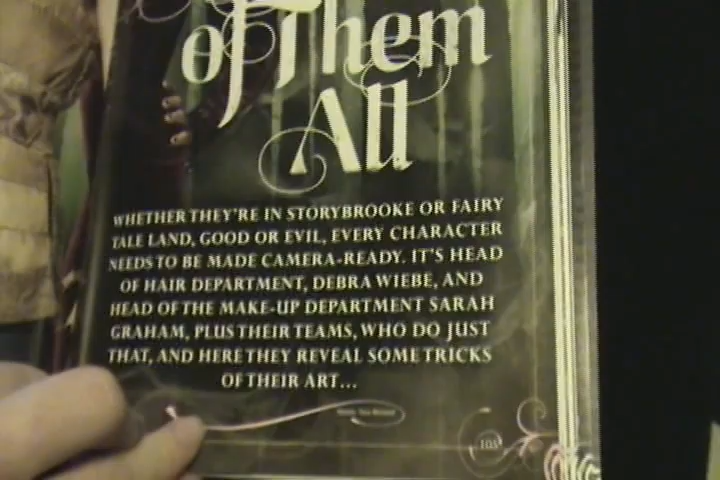 of Them
All
WHETHER THEY'RE IN STORYBROOKE OR FAIRY
TALE LAND, GOOD OR EVIL, EVERY CHARACTER
NEEDS TO BE MADE CAMERA-READY. IT'S HEAD
OF HAIR DEPARTMENT, DEBRA WIEBE, AND
HEAD OF THE MAKE-UP DEPARTMENT SARAH
GRAHAM, PLUS THEIR TEAMS, WHO DO JUST
THAT, AND HERE THEY REVEAL SOME TRICKS
OF THEIR ART...